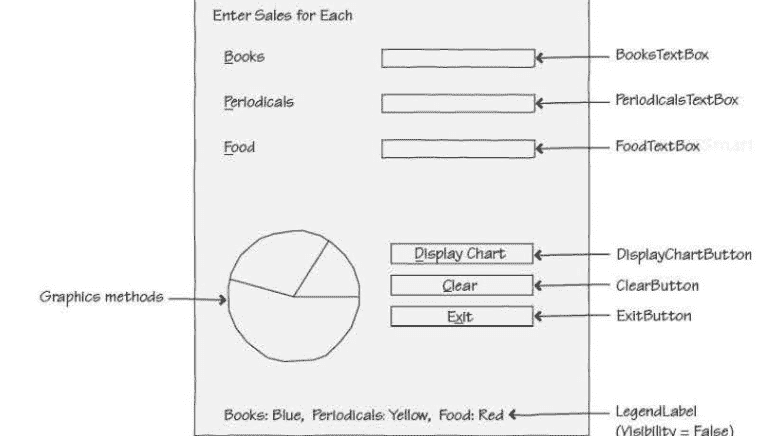 Enter Sales for Each
Books
BooksTextBox
Periodicals
PeriodicalsTextBox
Food
FoodTextBox
Display Chart
DisplayChartButton
Clear
ClearButton
Graphics methods
Exit
ExitButton
Books: Blue, Periodicals: Yellow, Food: Red
LegendLabel
(Visibility = False)